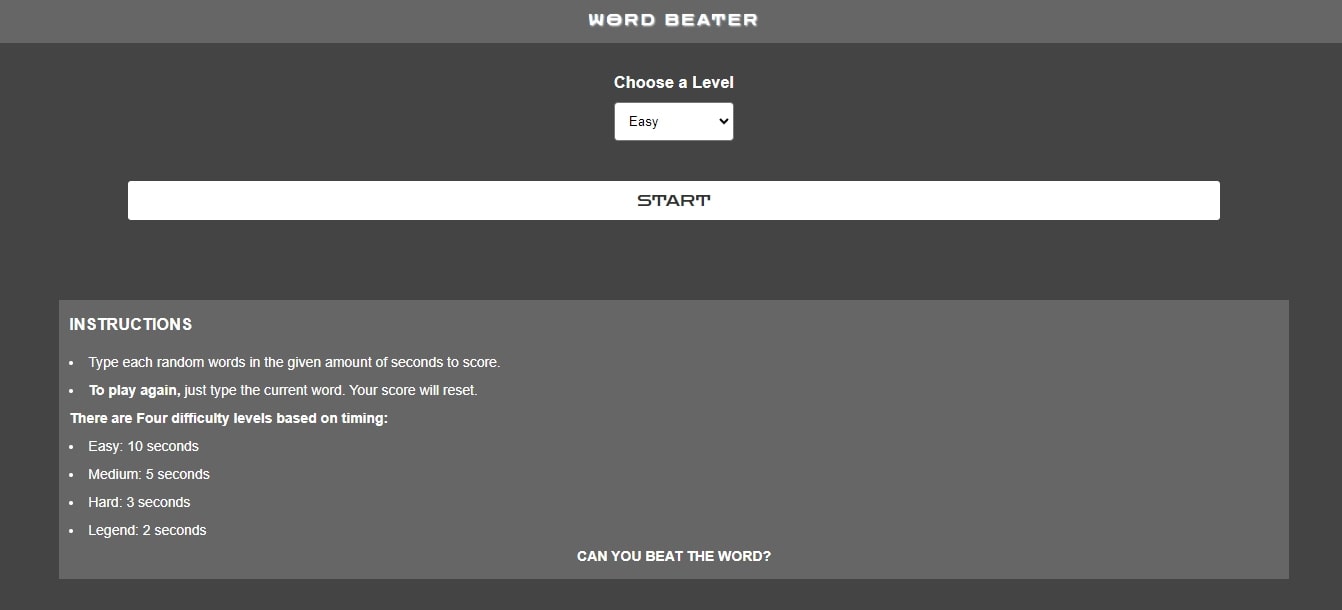 WORD BEATER
Choose a Level
Easy
START
INSTRUCTIONS
• Type each random words in the given amount of seconds to score.
• To play again, just type the current word. Your score will reset.
There are Four difficulty levels based on timing:
• Easy: 10 seconds
• Medium: 5 seconds
• Hard: 3 seconds
• Legend: 2 seconds
CAN YOU BEAT THE WORD?